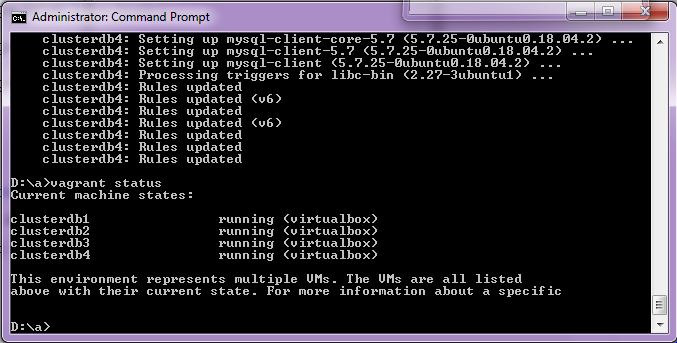 Administrator: Command Prompt
clusterdb4: Setting up mysql-client-core-5.7 (5.7.25-0ubuntu0.18.04.2) ...
clusterdb4: Setting up mysql-client-5.7 (5.7.25-0ubuntu0.18.04.2) ...
clusterdb4: Setting up mysql-client (5.7.25-0ubuntu0.18.04.2) ...
clusterdb4: Processing triggers for libc-bin (2.27-3ubuntu1) ...
clusterdb4: Rules updated
clusterdb4: Rules updated (v6)
clusterdb4: Rules updated
clusterdb4: Rules updated (v6)
clusterdb4: Rules updated
clusterdb4: Rules updated
clusterdb4: Rules updated
D:\a>vagrant status
Current machine states:
clusterdb1 running (virtualbox)
clusterdb2 running (virtualbox)
clusterdb3 running (virtualbox)
clusterdb4 running (virtualbox)
This environment represents multiple VMs. The VMs are all listed
above with their current state. For more information about a specific
D:\a>